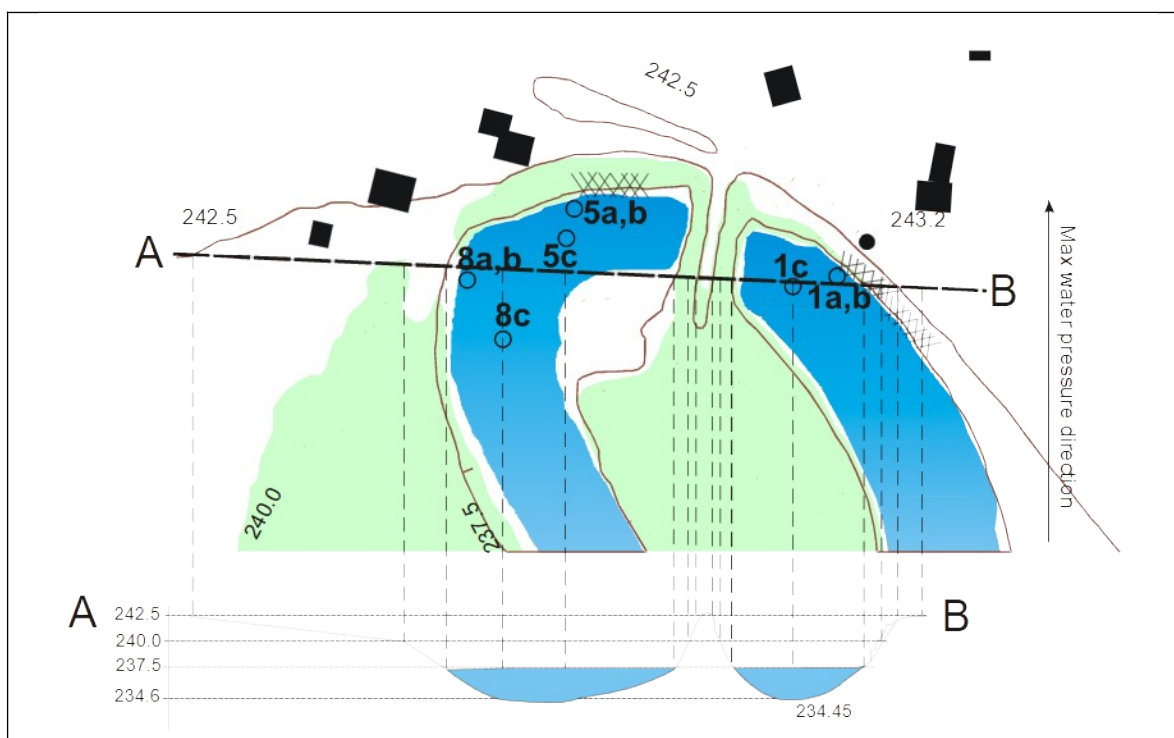 242.5
242.5
243.2
A
5a,b
5c
8a,b
8c
1c
1a,b
B
Max water pressure direction
240.0
237.5
A
B
242.5
240.0
237.5
234.6
234.45